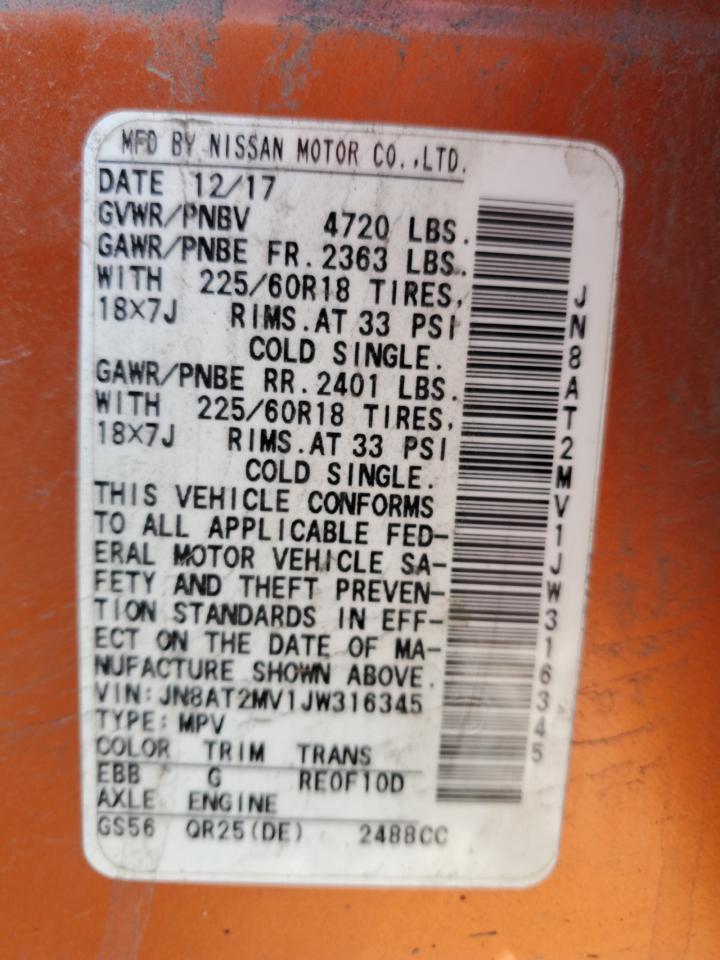 MFD BY NISSAN MOTOR CO.,LTD.
DATE 12/17
GVWR/PNBV 4720 LBS.
GAWR/PNBE FR.2363 LBS.
WITH 225/60R18 TIRES,
18X7J RIMS.AT 33 PSI
COLD SINGLE.
GAWR/PNBE RR.2401 LBS.
WITH 225/60R18 TIRES,
18X7J RIMS.AT 33 PSI
COLD SINGLE.
THIS VEHICLE CONFORMS
TO ALL APPLICABLE FED-
ERAL MOTOR VEHICLE SA-
FETY AND THEFT PREVEN-
TION STANDARDS IN EFF-
ECT ON THE DATE OF MA-
NUFACTURE SHOWN ABOVE.
VIN:JN8AT2MV1JW316345
TYPE:MPV
COLOR TRIM TRANS
EBB G RE0F10D
AXLE ENGINE
GS56 QR25(DE) 2488CC
JN8AT2MV1JW316345